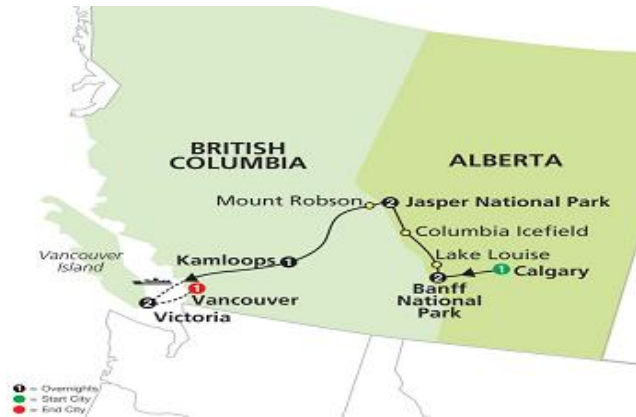 BRITISH
COLUMBIA
ALBERTA
Mount Robson
2
Jasper National Park
Columbia Icefield
Lake Louise
1
Calgary
2
Banff
National
Park
Kamloops
1
Vancouver
Island
1
Vancouver
2
Victoria
1 = Overnights
= Start City
= End City